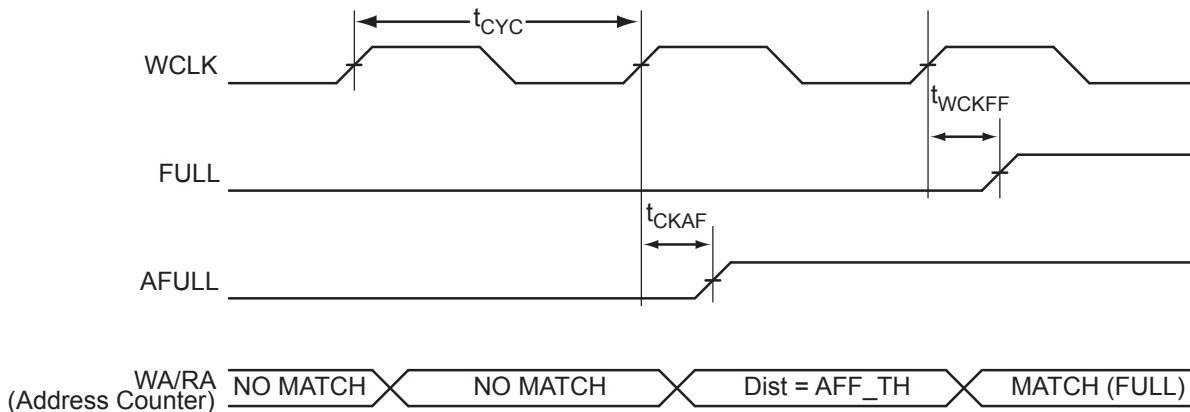 tCYC
WCLK
tWCKFF
FULL
tCKAF
AFULL
WA/RA
(Address Counter)
NO MATCH
NO MATCH
Dist = AFF_TH
MATCH (FULL)